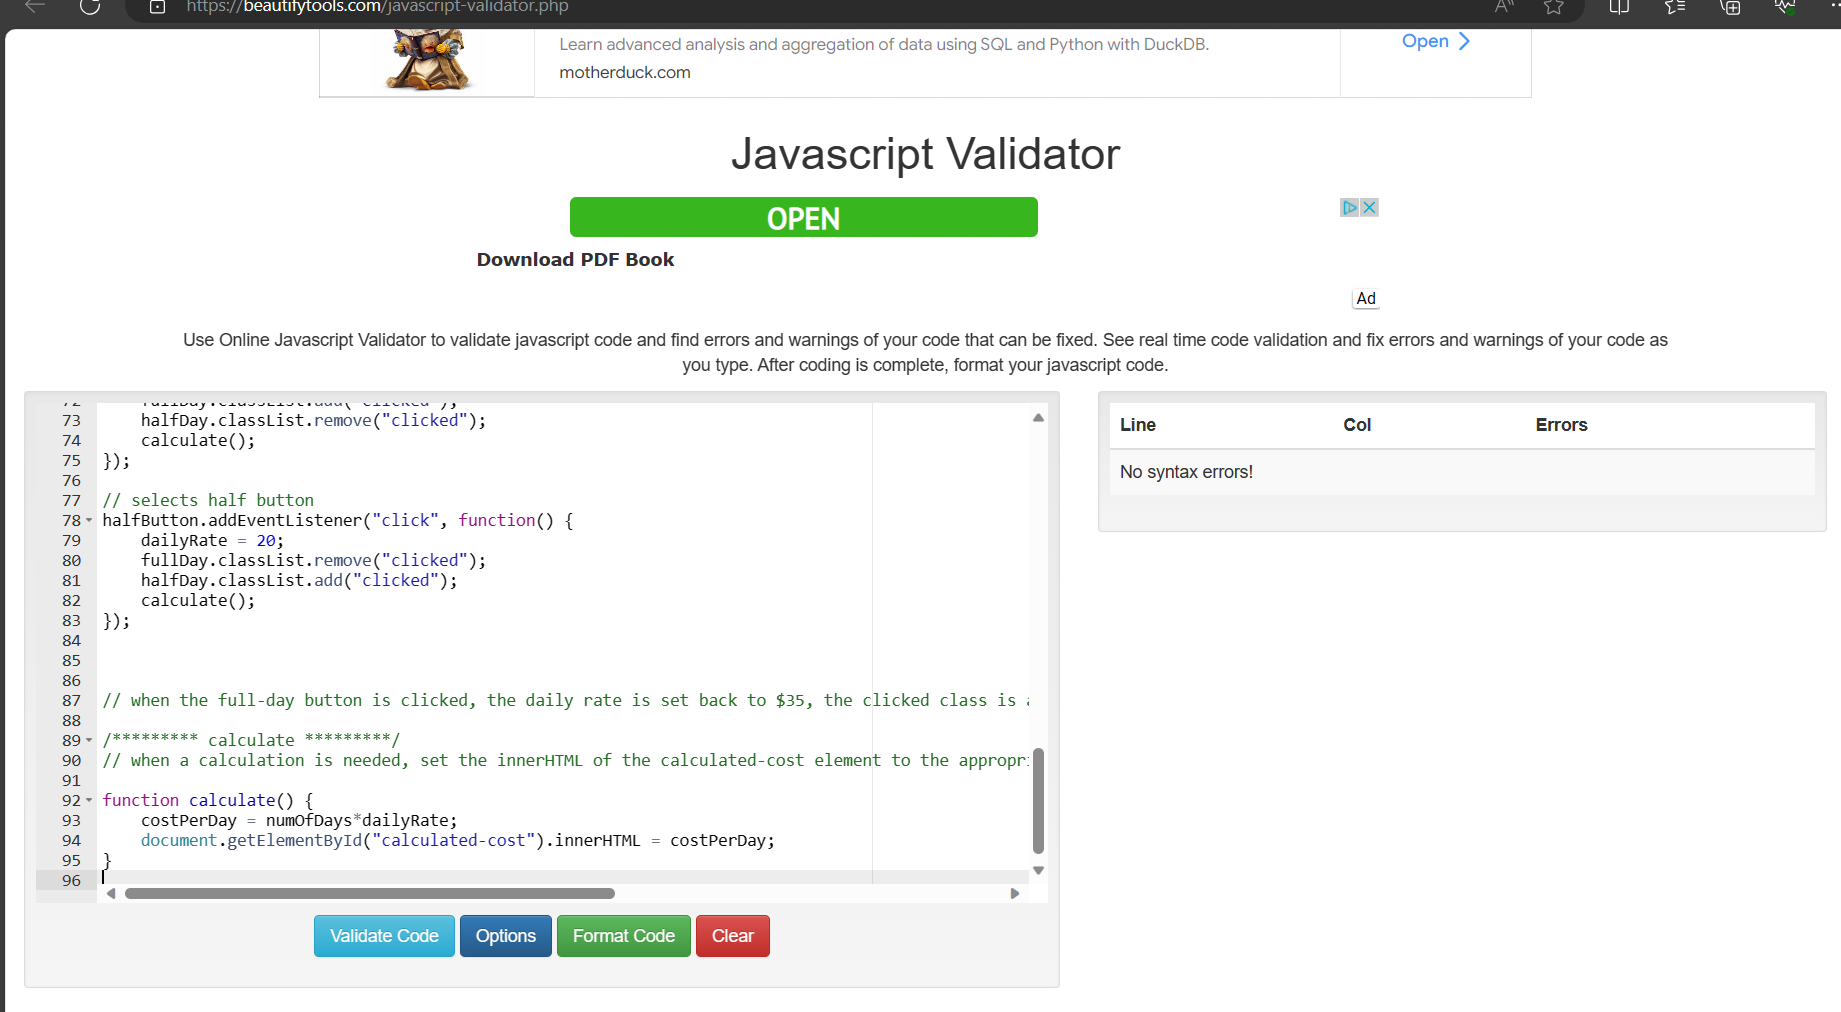 https://beautifytools.com/javascript-validator.php
Learn advanced analysis and aggregation of data using SQL and Python with DuckDB.
motherduck.com
Open
Javascript Validator
OPEN
Download PDF Book
Ad
Use Online Javascript Validator to validate javascript code and find errors and warnings of your code that can be fixed. See real time code validation and fix errors and warnings of your code as
you type. After coding is complete, format your javascript code.
72 fullDay.classList.add("clicked");
73 halfDay.classList.remove("clicked");
74 calculate();
75 });
76
77 // selects half button
78 halfButton.addEventListener("click", function() {
79 dailyRate = 20;
80 fullDay.classList.remove("clicked");
81 halfDay.classList.add("clicked");
82 calculate();
83 });
84
85
86
87 // when the full-day button is clicked, the daily rate is set back to $35, the clicked class is
88
89 /********* calculate *********/
90 // when a calculation is needed, set the innerHTML of the calculated-cost element to the appropr
91
92 function calculate() {
93 costPerDay = numOfDays*dailyRate;
94 document.getElementById("calculated-cost").innerHTML = costPerDay;
95 }
96
Validate Code
Options
Format Code
Clear
Line Col Errors
No syntax errors!